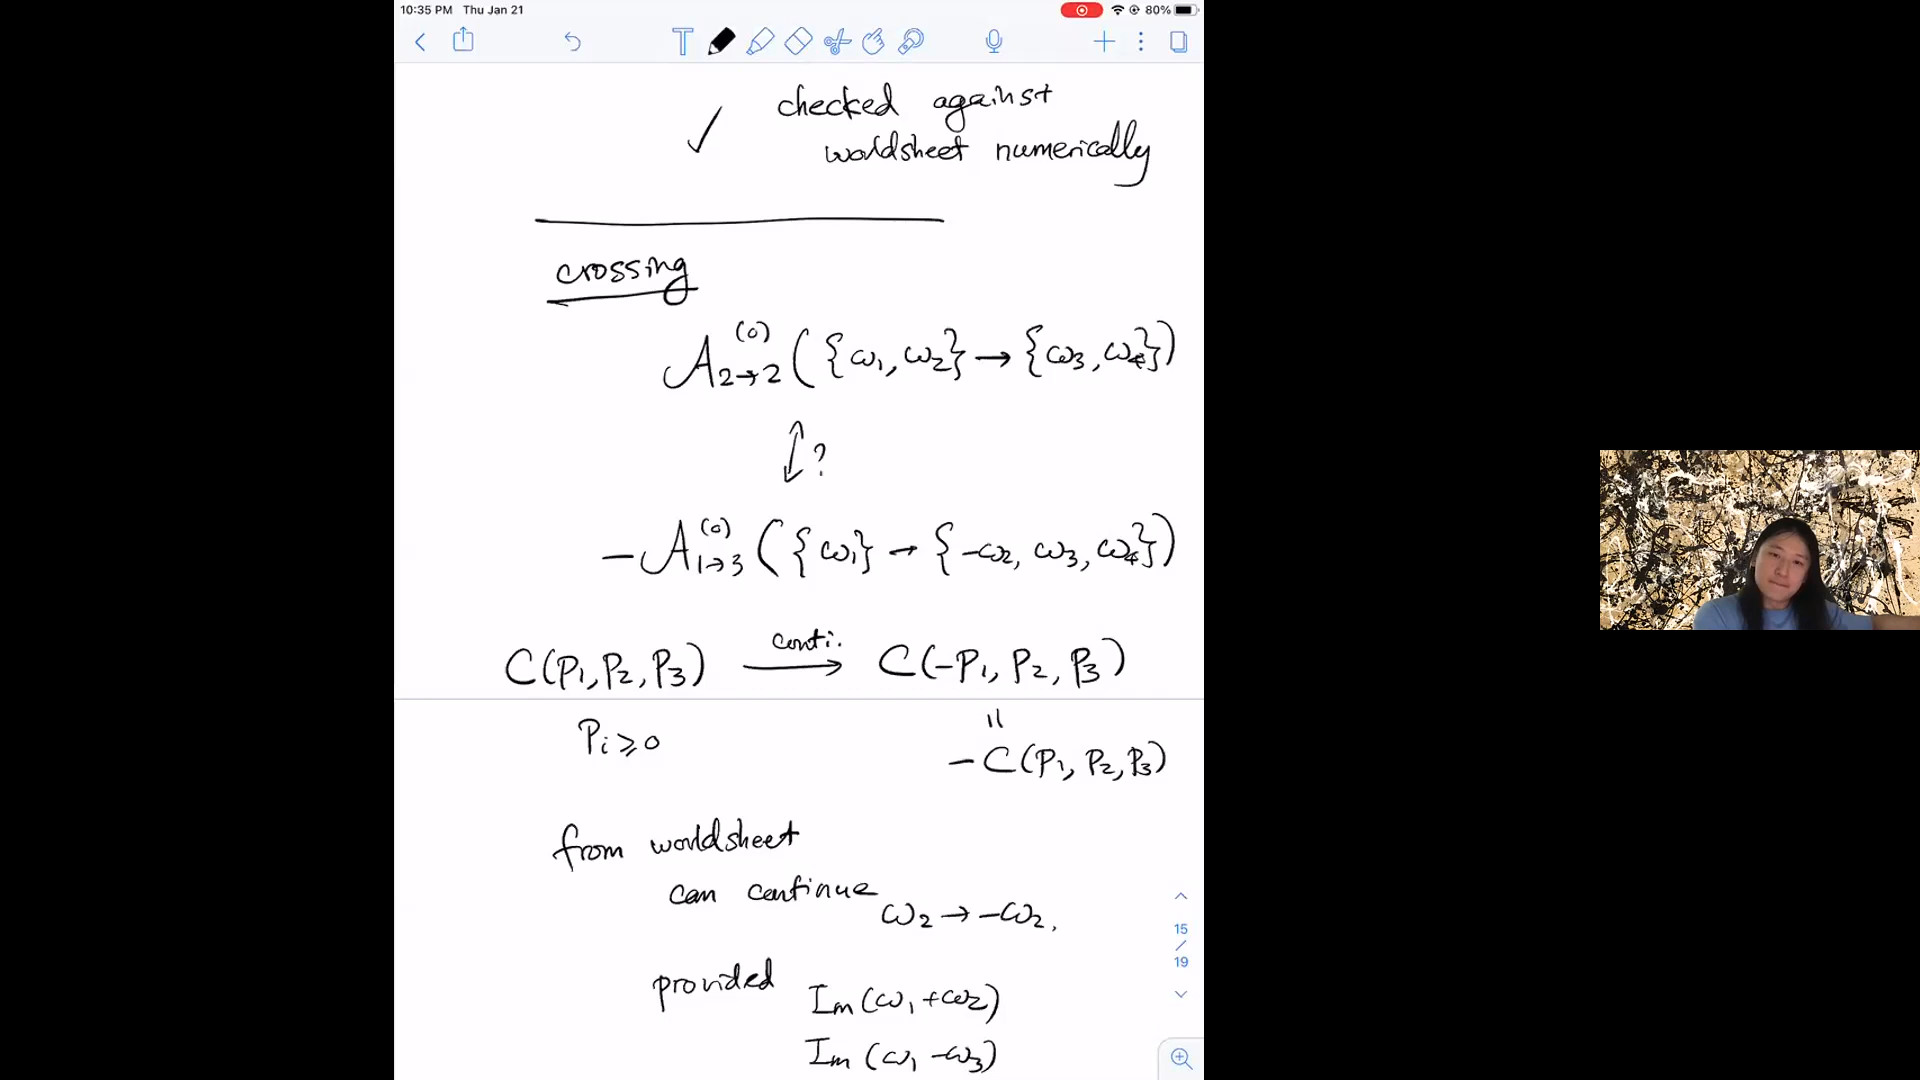 10:35 PM Thu Jan 21
80%
✓ checked against
worldsheet numerically
crossing
A^{(0)}_{2→2} ({ω₁, ω₂} → {ω₃, ω₄})
↕ ?
−A^{(0)}_{1→3} ({ω₁} → {−ω₂, ω₃, ω₄})
C(P₁, P₂, P₃) —conti.→ C(−P₁, P₂, P₃)
Pᵢ ≥ 0
=
−C(P₁, P₂, P₃)
from worldsheet
can continue
ω₂ → −ω₂,
provided
Im(ω₁+ω₂)
Im(ω₁−ω₃)
15
/
19